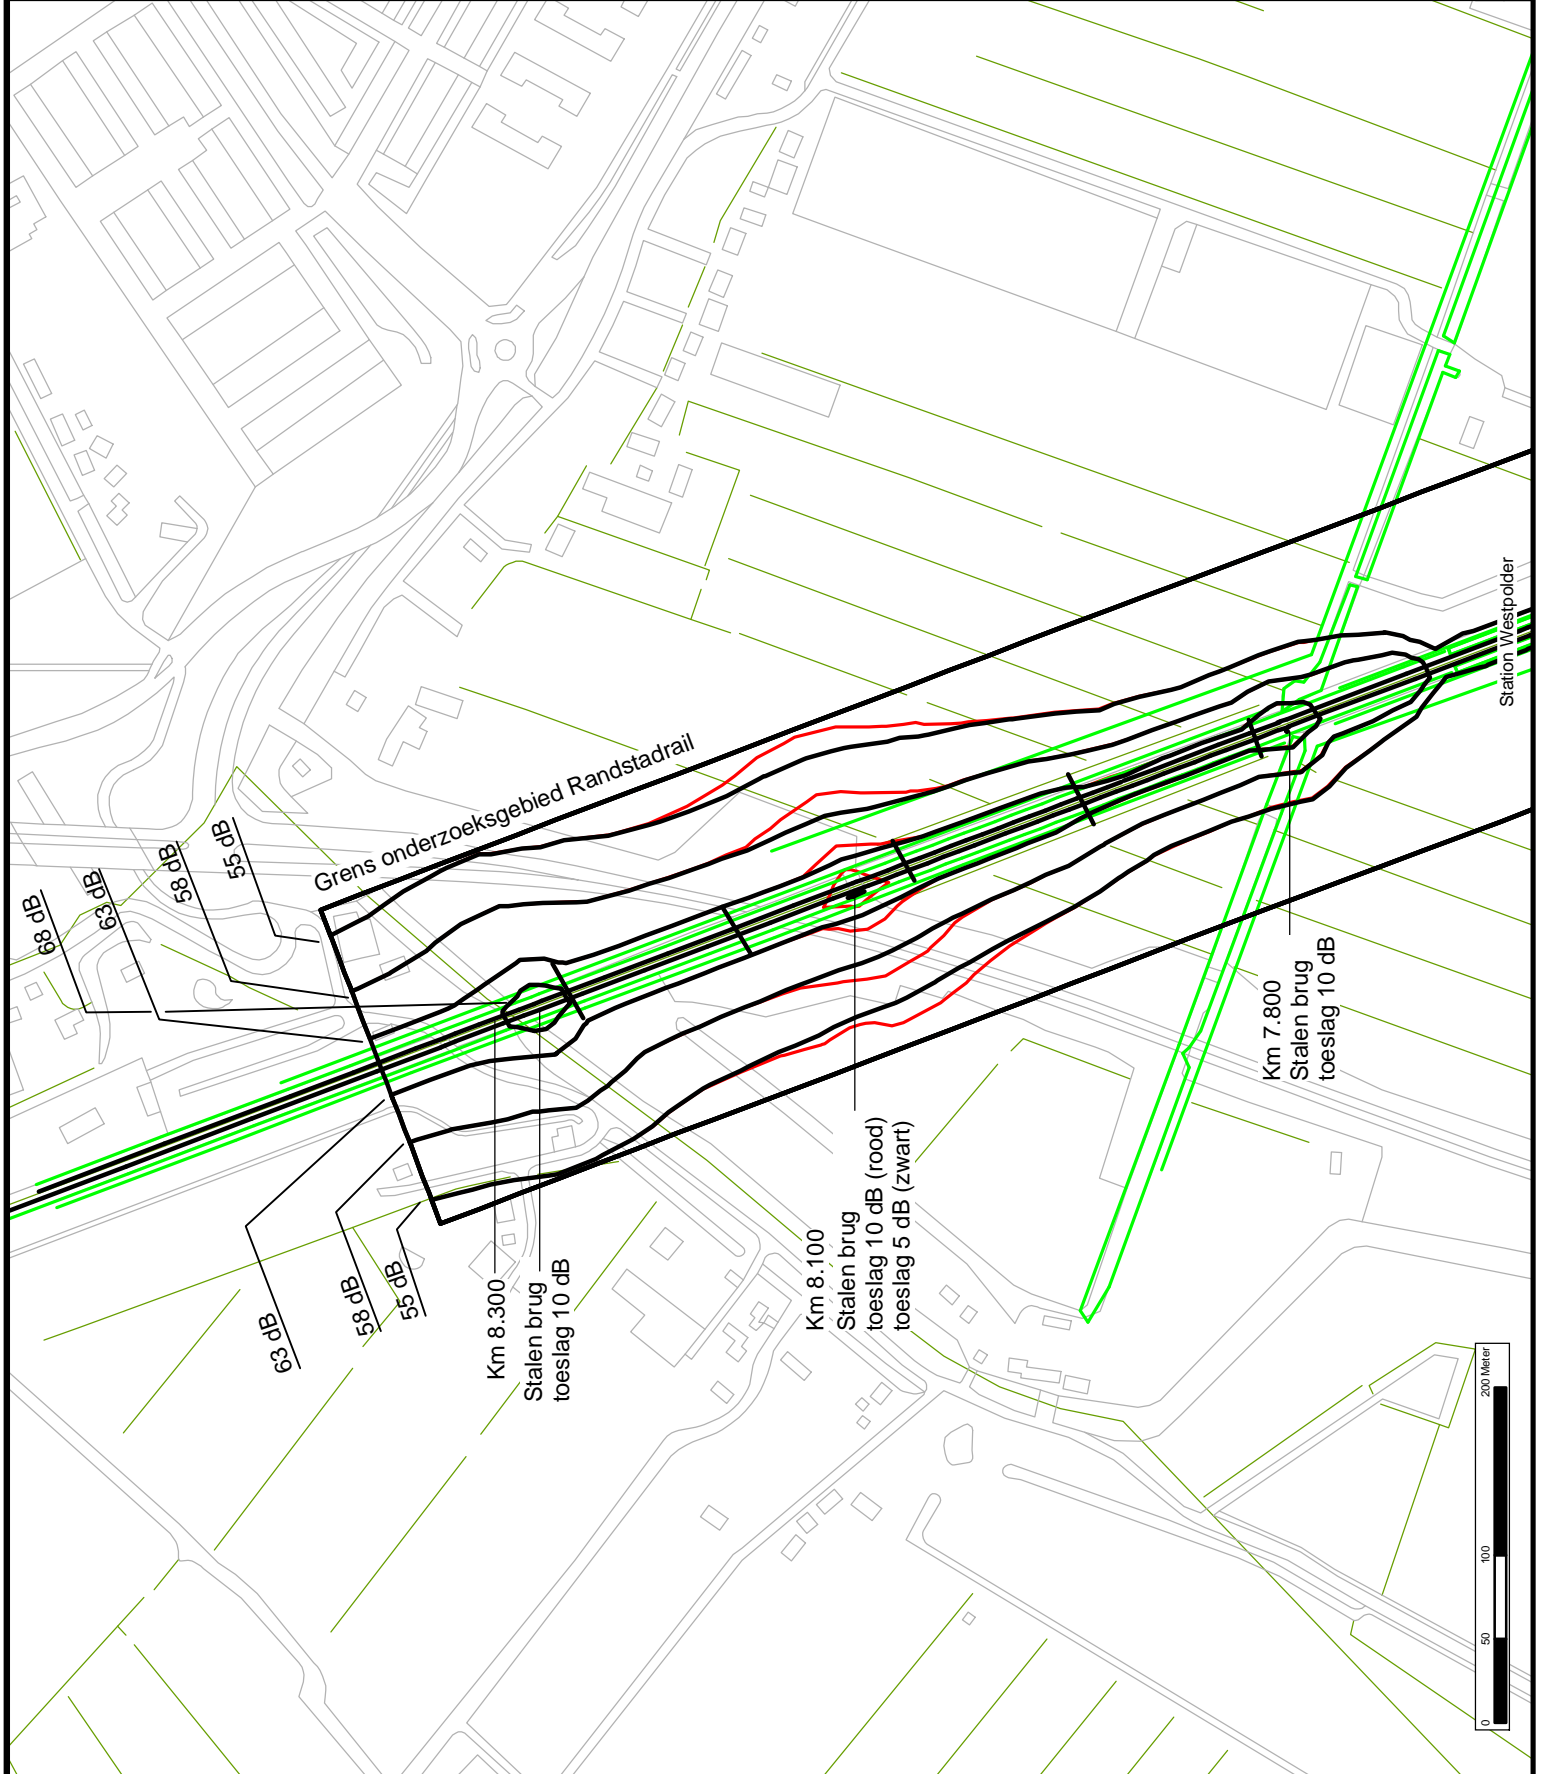 68 dB
63 dB
58 dB
55 dB
Grens onderzoeksgebied Randstadrail
63 dB
58 dB
55 dB
Km 8.300
Stalen brug
toeslag 10 dB
Km 8.100
Stalen brug
toeslag 10 dB (rood)
toeslag 5 dB (zwart)
Km 7.800
Stalen brug
toeslag 10 dB
Station Westpolder
0 50 100 200 Meter